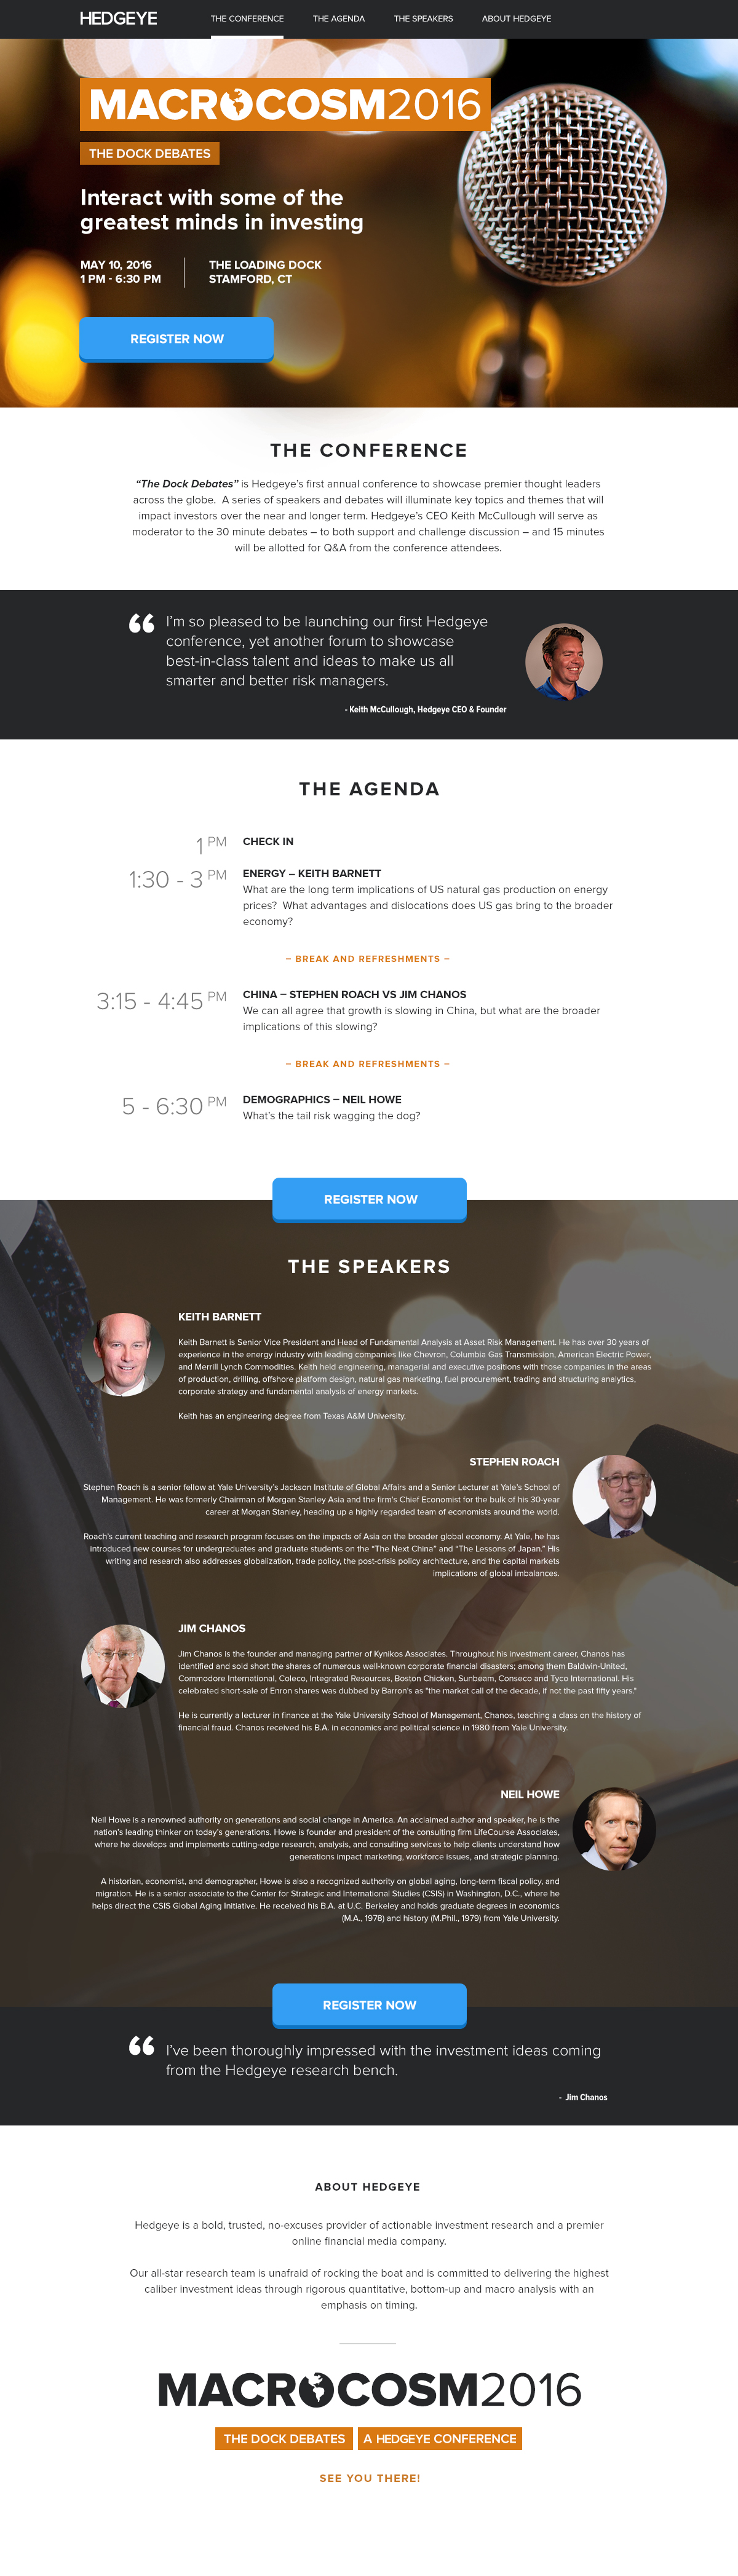 HEDGEYE
THE CONFERENCE THE AGENDA THE SPEAKERS ABOUT HEDGEYE
MACROCOSM2016
THE DOCK DEBATES
Interact with some of the
greatest minds in investing
MAY 10, 2016
1 PM - 6:30 PM
THE LOADING DOCK
STAMFORD, CT
REGISTER NOW
THE CONFERENCE
“The Dock Debates” is Hedgeye’s first annual conference to showcase premier thought leaders
across the globe.  A series of speakers and debates will illuminate key topics and themes that will
impact investors over the near and longer term. Hedgeye’s CEO Keith McCullough will serve as
moderator to the 30 minute debates – to both support and challenge discussion – and 15 minutes
will be allotted for Q&A from the conference attendees.
“ I’m so pleased to be launching our first Hedgeye
conference, yet another forum to showcase
best-in-class talent and ideas to make us all
smarter and better risk managers.
- Keith McCullough, Hedgeye CEO & Founder
THE AGENDA
1 PM CHECK IN
1:30 - 3 PM ENERGY – KEITH BARNETT
What are the long term implications of US natural gas production on energy
prices?  What advantages and dislocations does US gas bring to the broader
economy?
– BREAK AND REFRESHMENTS –
3:15 - 4:45 PM CHINA – STEPHEN ROACH VS JIM CHANOS
We can all agree that growth is slowing in China, but what are the broader
implications of this slowing?
– BREAK AND REFRESHMENTS –
5 - 6:30 PM DEMOGRAPHICS – NEIL HOWE
What’s the tail risk wagging the dog?
REGISTER NOW
THE SPEAKERS
KEITH BARNETT
Keith Barnett is Senior Vice President and Head of Fundamental Analysis at Asset Risk Management. He has over 30 years of
experience in the energy industry with leading companies like Chevron, Columbia Gas Transmission, American Electric Power,
and Merrill Lynch Commodities. Keith held engineering, managerial and executive positions with those companies in the areas
of production, drilling, offshore platform design, natural gas marketing, fuel procurement, trading and structuring analytics,
corporate strategy and fundamental analysis of energy markets.
Keith has an engineering degree from Texas A&M University.
STEPHEN ROACH
Stephen Roach is a senior fellow at Yale University’s Jackson Institute of Global Affairs and a Senior Lecturer at Yale’s School of
Management. He was formerly Chairman of Morgan Stanley Asia and the firm’s Chief Economist for the bulk of his 30-year
career at Morgan Stanley, heading up a highly regarded team of economists around the world.
Roach’s current teaching and research program focuses on the impacts of Asia on the broader global economy. At Yale, he has
introduced new courses for undergraduates and graduate students on the “The Next China” and “The Lessons of Japan.” His
writing and research also addresses globalization, trade policy, the post-crisis policy architecture, and the capital markets
implications of global imbalances.
JIM CHANOS
Jim Chanos is the founder and managing partner of Kynikos Associates. Throughout his investment career, Chanos has
identified and sold short the shares of numerous well-known corporate financial disasters; among them Baldwin-United,
Commodore International, Coleco, Integrated Resources, Boston Chicken, Sunbeam, Conseco and Tyco International. His
celebrated short-sale of Enron shares was dubbed by Barron’s as "the market call of the decade, if not the past fifty years."
He is currently a lecturer in finance at the Yale University School of Management, Chanos, teaching a class on the history of
financial fraud. Chanos received his B.A. in economics and political science in 1980 from Yale University.
NEIL HOWE
Neil Howe is a renowned authority on generations and social change in America. An acclaimed author and speaker, he is the
nation’s leading thinker on today’s generations. Howe is founder and president of the consulting firm LifeCourse Associates,
where he develops and implements cutting-edge research, analysis, and consulting services to help clients understand how
generations impact marketing, workforce issues, and strategic planning.
A historian, economist, and demographer, Howe is also a recognized authority on global aging, long-term fiscal policy, and
migration. He is a senior associate to the Center for Strategic and International Studies (CSIS) in Washington, D.C., where he
helps direct the CSIS Global Aging Initiative. He received his B.A. at U.C. Berkeley and holds graduate degrees in economics
(M.A., 1978) and history (M.Phil., 1979) from Yale University.
REGISTER NOW
“ I’ve been thoroughly impressed with the investment ideas coming
from the Hedgeye research bench.
- Jim Chanos
ABOUT HEDGEYE
Hedgeye is a bold, trusted, no-excuses provider of actionable investment research and a premier
online financial media company.
Our all-star research team is unafraid of rocking the boat and is committed to delivering the highest
caliber investment ideas through rigorous quantitative, bottom-up and macro analysis with an
emphasis on timing.
MACROCOSM2016
THE DOCK DEBATES A HEDGEYE CONFERENCE
SEE YOU THERE!